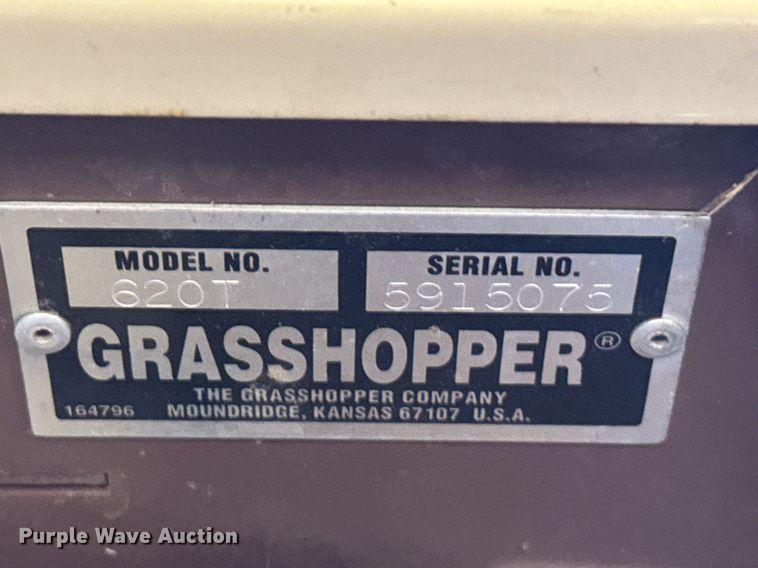 MODEL NO. SERIAL NO.
620T 5915075
GRASSHOPPER®
THE GRASSHOPPER COMPANY
164796 MOUNDRIDGE, KANSAS 67107 U.S.A.
Purple Wave Auction